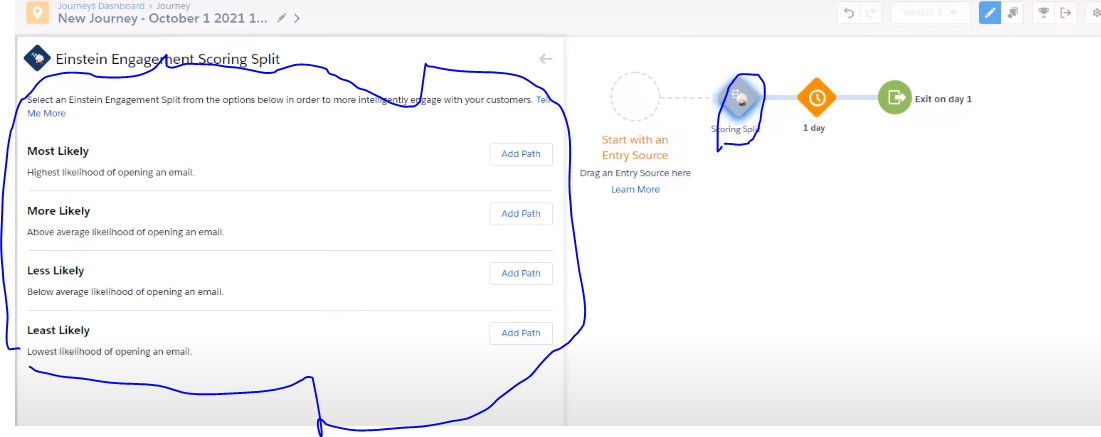 Journeys Dashboard > Journey
New Journey - October 1 2021 1...
Version 1
Einstein Engagement Scoring Split
Select an Einstein Engagement Split from the options below in order to more intelligently engage with your customers. Tell
Me More
Most Likely
Add Path
Highest likelihood of opening an email.
More Likely
Add Path
Above average likelihood of opening an email.
Less Likely
Add Path
Below average likelihood of opening an email.
Least Likely
Add Path
Lowest likelihood of opening an email.
Start with an
Entry Source
Drag an Entry Source here
Learn More
Scoring Split
1 day
Exit on day 1